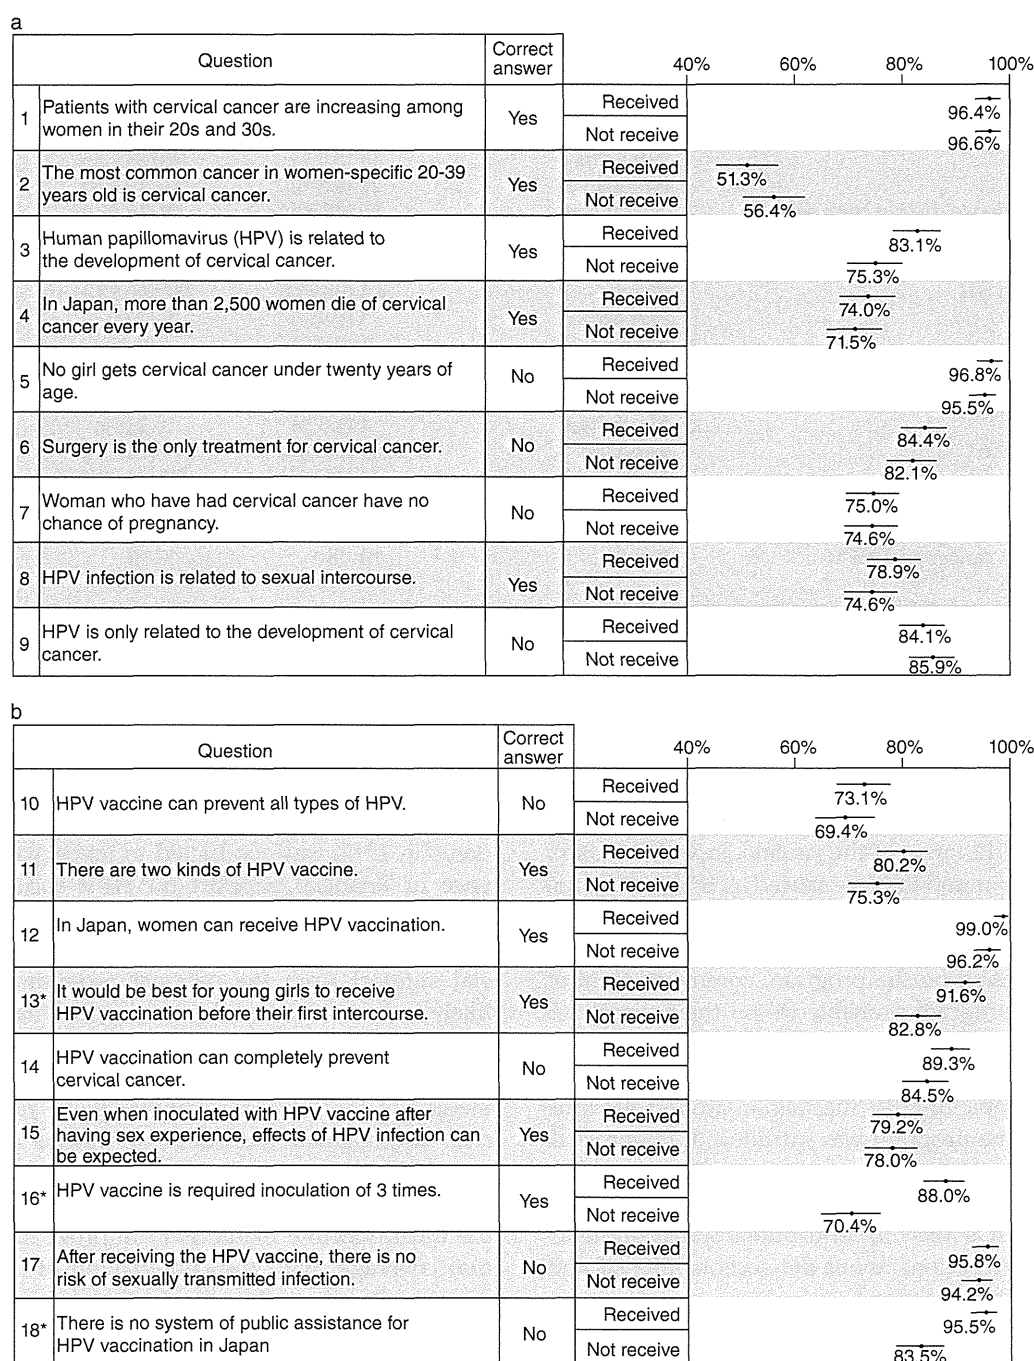 a
Question
Correct answer
40% 60% 80% 100%
1 Patients with cervical cancer are increasing among
women in their 20s and 30s.
Yes
Received 96.4%
Not receive 96.6%
2 The most common cancer in women-specific 20-39
years old is cervical cancer.
Yes
Received 51.3%
Not receive 56.4%
3 Human papillomavirus (HPV) is related to
the development of cervical cancer.
Yes
Received 83.1%
Not receive 75.3%
4 In Japan, more than 2,500 women die of cervical
cancer every year.
Yes
Received 74.0%
Not receive 71.5%
5 No girl gets cervical cancer under twenty years of
age.
No
Received 96.8%
Not receive 95.5%
6 Surgery is the only treatment for cervical cancer.
No
Received 84.4%
Not receive 82.1%
7 Woman who have had cervical cancer have no
chance of pregnancy.
No
Received 75.0%
Not receive 74.6%
8 HPV infection is related to sexual intercourse.
Yes
Received 78.9%
Not receive 74.6%
9 HPV is only related to the development of cervical
cancer.
No
Received 84.1%
Not receive 85.9%
b
Question
Correct answer
40% 60% 80% 100%
10 HPV vaccine can prevent all types of HPV.
No
Received 73.1%
Not receive 69.4%
11 There are two kinds of HPV vaccine.
Yes
Received 80.2%
Not receive 75.3%
12 In Japan, women can receive HPV vaccination.
Yes
Received 99.0%
Not receive 96.2%
13* It would be best for young girls to receive
HPV vaccination before their first intercourse.
Yes
Received 91.6%
Not receive 82.8%
14 HPV vaccination can completely prevent
cervical cancer.
No
Received 89.3%
Not receive 84.5%
15 Even when inoculated with HPV vaccine after
having sex experience, effects of HPV infection can
be expected.
Yes
Received 79.2%
Not receive 78.0%
16* HPV vaccine is required inoculation of 3 times.
Yes
Received 88.0%
Not receive 70.4%
17 After receiving the HPV vaccine, there is no
risk of sexually transmitted infection.
No
Received 95.8%
Not receive 94.2%
18* There is no system of public assistance for
HPV vaccination in Japan
No
Received 95.5%
Not receive 83.5%